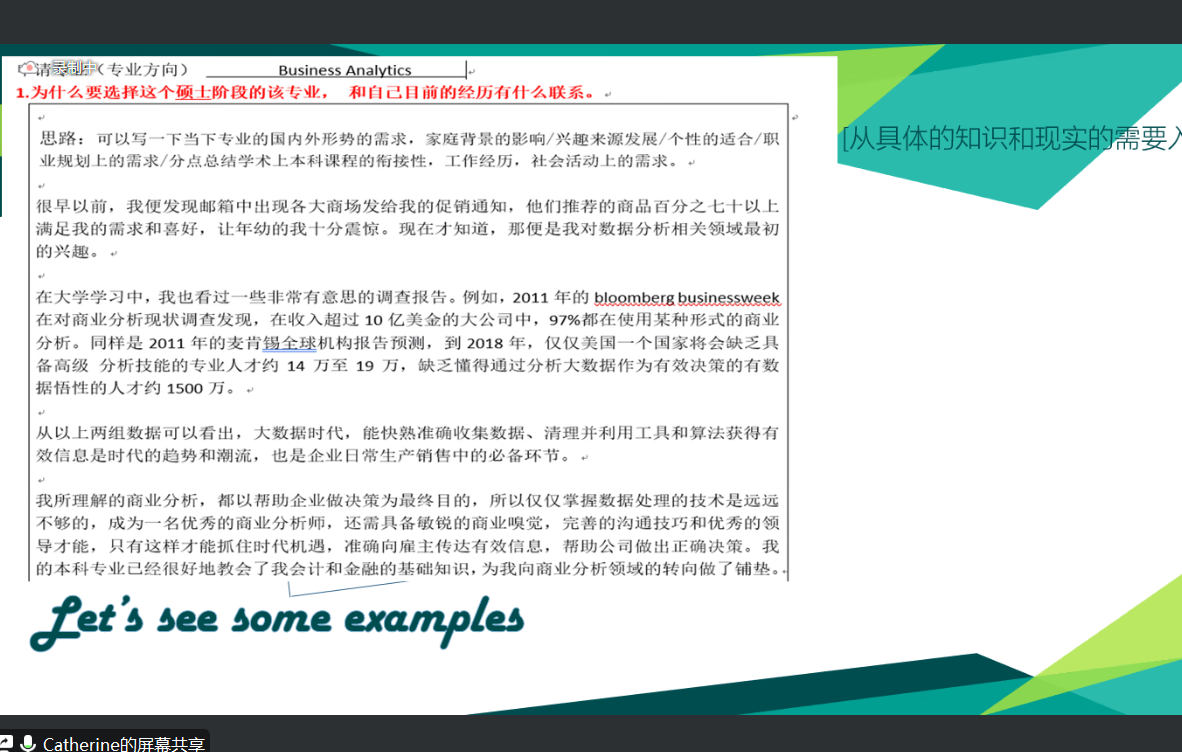 请 录制中（专业方向） Business Analytics
1.为什么要选择这个硕士阶段的该专业， 和自己目前的经历有什么联系。
思路：可以写一下当下专业的国内外形势的需求，家庭背景的影响/兴趣来源发展/个性的适合/职
业规划上的需求/分点总结学术上本科课程的衔接性，工作经历，社会活动上的需求。
[从具体的知识和现实的需要入
很早以前，我便发现邮箱中出现各大商场发给我的促销通知，他们推荐的商品百分之七十以上
满足我的需求和喜好，让年幼的我十分震惊。现在才知道，那便是我对数据分析相关领域最初
的兴趣。
在大学学习中，我也看过一些非常有意思的调查报告。例如，2011 年的 bloomberg businessweek
在对商业分析现状调查发现，在收入超过 10 亿美金的大公司中，97%都在使用某种形式的商业
分析。同样是 2011 年的麦肯锡全球机构报告预测，到 2018 年，仅仅美国一个国家将会缺乏具
备高级 分析技能的专业人才约 14 万至 19 万，缺乏懂得通过分析大数据作为有效决策的有数
据悟性的人才约 1500 万。
从以上两组数据可以看出，大数据时代，能快熟准确收集数据、清理并利用工具和算法获得有
效信息是时代的趋势和潮流，也是企业日常生产销售中的必备环节。
我所理解的商业分析，都以帮助企业做决策为最终目的，所以仅仅掌握数据处理的技术是远远
不够的，成为一名优秀的商业分析师，还需具备敏锐的商业嗅觉，完善的沟通技巧和优秀的领
导才能，只有这样才能抓住时代机遇，准确向雇主传达有效信息，帮助公司做出正确决策。我
的本科专业已经很好地教会了我会计和金融的基础知识，为我向商业分析领域的转向做了铺垫。
Let's see some examples
Catherine的屏幕共享